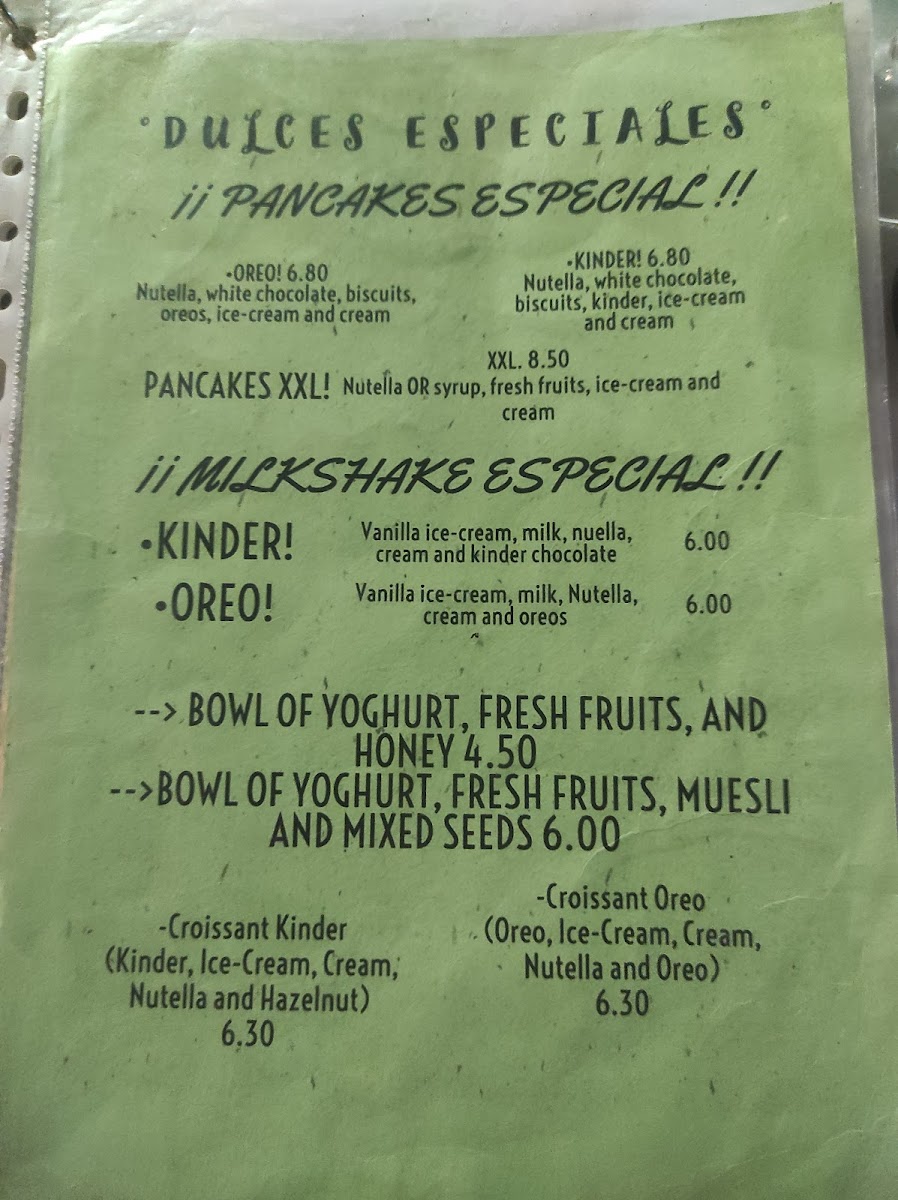 °DULCES ESPECIALES°
¡¡ PANCAKES ESPECIAL !!
•OREO! 6.80
Nutella, white chocolate, biscuits,
oreos, ice-cream and cream
•KINDER! 6.80
Nutella, white chocolate,
biscuits, kinder, ice-cream
and cream
XXL. 8.50
PANCAKES XXL! Nutella OR syrup, fresh fruits, ice-cream and
cream
¡¡ MILKSHAKE ESPECIAL !!
•KINDER! Vanilla ice-cream, milk, nuella, 6.00
cream and kinder chocolate
•OREO! Vanilla ice-cream, milk, Nutella, 6.00
cream and oreos
--> BOWL OF YOGHURT, FRESH FRUITS, AND
HONEY 4.50
-->BOWL OF YOGHURT, FRESH FRUITS, MUESLI
AND MIXED SEEDS 6.00
-Croissant Kinder
(Kinder, Ice-Cream, Cream,
Nutella and Hazelnut)
6.30
-Croissant Oreo
(Oreo, Ice-Cream, Cream,
Nutella and Oreo)
6.30